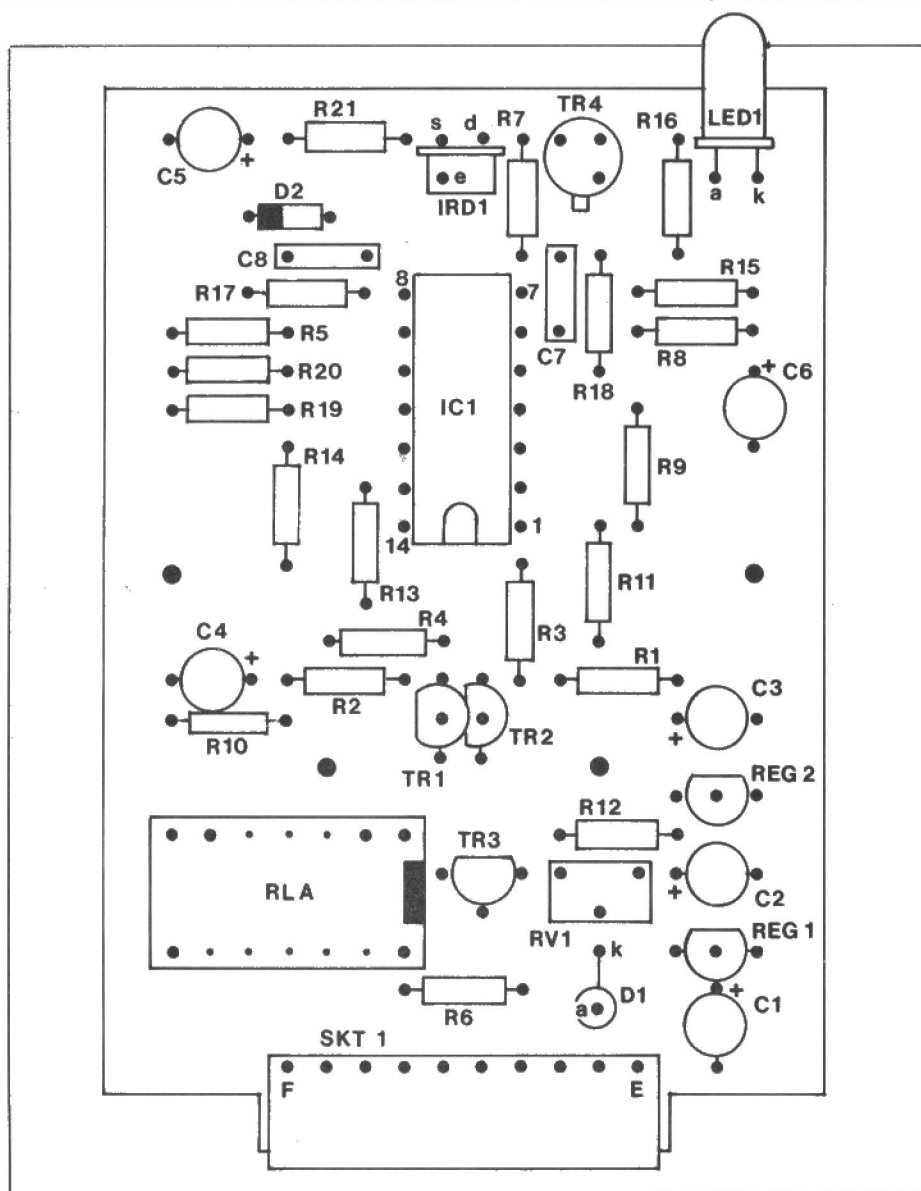 R21
s
d
R7
TR4
R16
LED1
+
C5
e
IRD1
a
k
D2
C8
R17
8
7
R15
R5
C7
R8
R20
R18
+
C6
R19
IC1
R14
R9
14
1
R13
R11
R4
R3
C4
+
R2
R1
C3
R10
TR2
+
TR1
REG 2
R12
TR3
RLA
+
C2
RV1
REG 1
k
R6
a
D1
+
C1
SKT 1
F
E